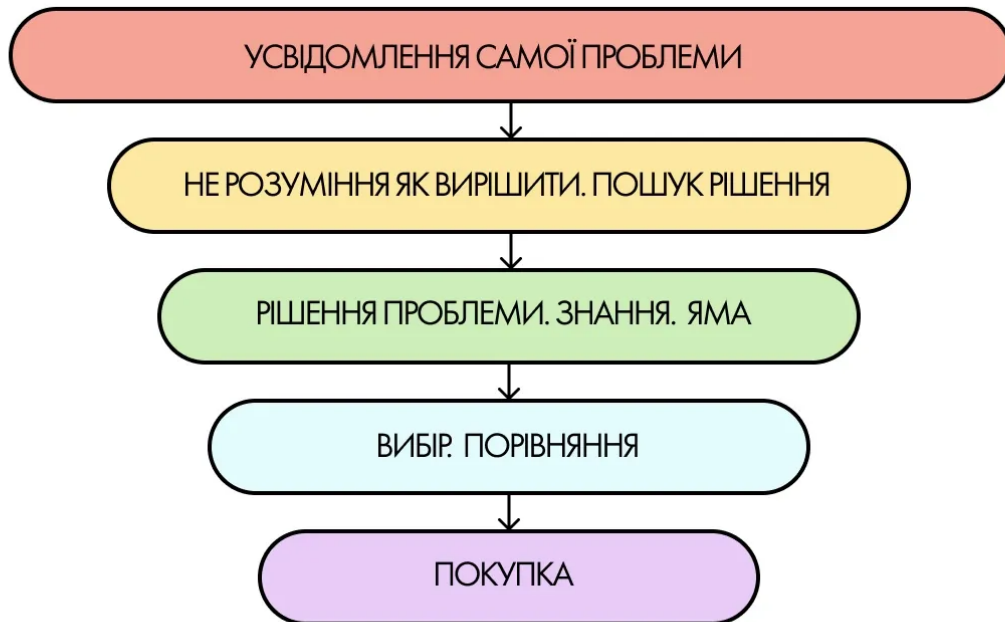 УСВІДОМЛЕННЯ САМОЇ ПРОБЛЕМИ
НЕ РОЗУМІННЯ ЯК ВИРІШИТИ. ПОШУК РІШЕННЯ
РІШЕННЯ ПРОБЛЕМИ. ЗНАННЯ. ЯМА
ВИБІР. ПОРІВНЯННЯ
ПОКУПКА